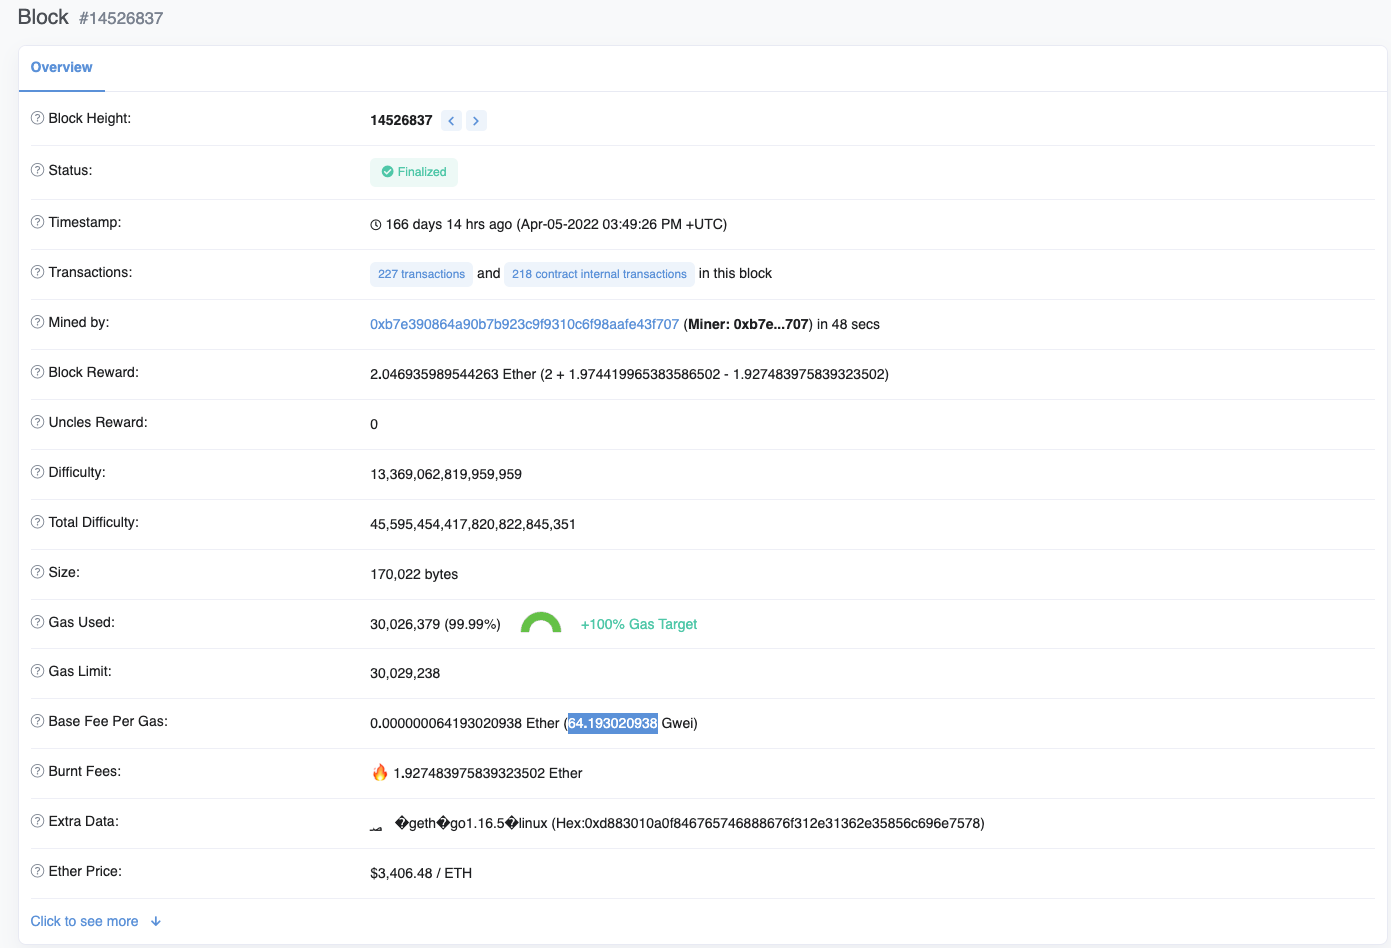 Block #14526837
Overview
Block Height: 14526837
Status: Finalized
Timestamp: 166 days 14 hrs ago (Apr-05-2022 03:49:26 PM +UTC)
Transactions: 227 transactions and 218 contract internal transactions in this block
Mined by: 0xb7e390864a90b7b923c9f9310c6f98aafe43f707 (Miner: 0xb7e...707) in 48 secs
Block Reward: 2.046935989544263 Ether (2 + 1.974419965383586502 - 1.927483975839323502)
Uncles Reward: 0
Difficulty: 13,369,062,819,959,959
Total Difficulty: 45,595,454,417,820,822,845,351
Size: 170,022 bytes
Gas Used: 30,026,379 (99.99%) +100% Gas Target
Gas Limit: 30,029,238
Base Fee Per Gas: 0.000000064193020938 Ether (64.193020938 Gwei)
Burnt Fees: 🔥 1.927483975839323502 Ether
Extra Data: �geth�go1.16.5�linux (Hex:0xd883010a0f846765746888676f312e31362e35856c696e7578)
Ether Price: $3,406.48 / ETH
Click to see more